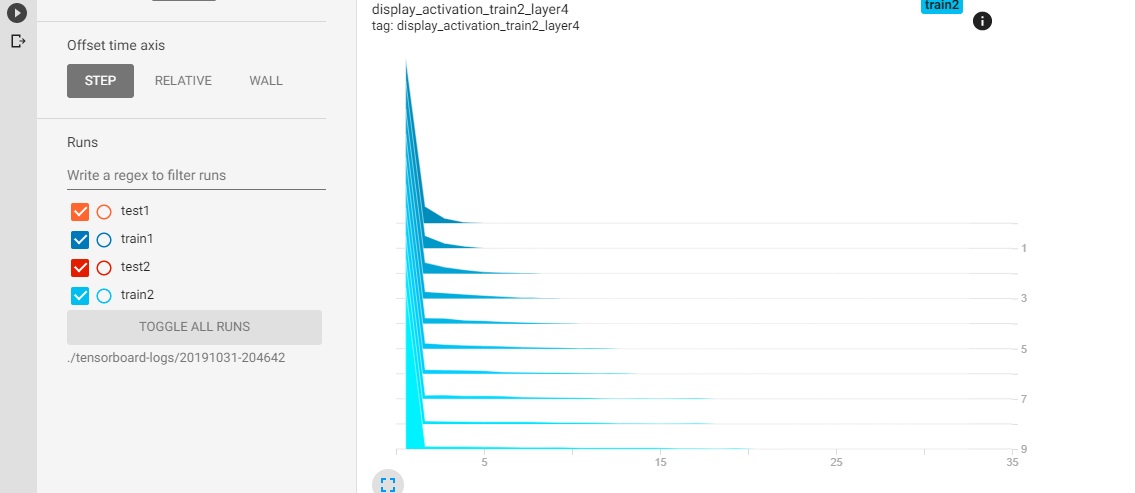 display_activation_train2_layer4
tag: display_activation_train2_layer4
train2
Offset time axis
STEP RELATIVE WALL
Runs
Write a regex to filter runs
test1
train1
test2
train2
TOGGLE ALL RUNS
./tensorboard-logs/20191031-204642
1
3
5
7
9
5 15 25 35